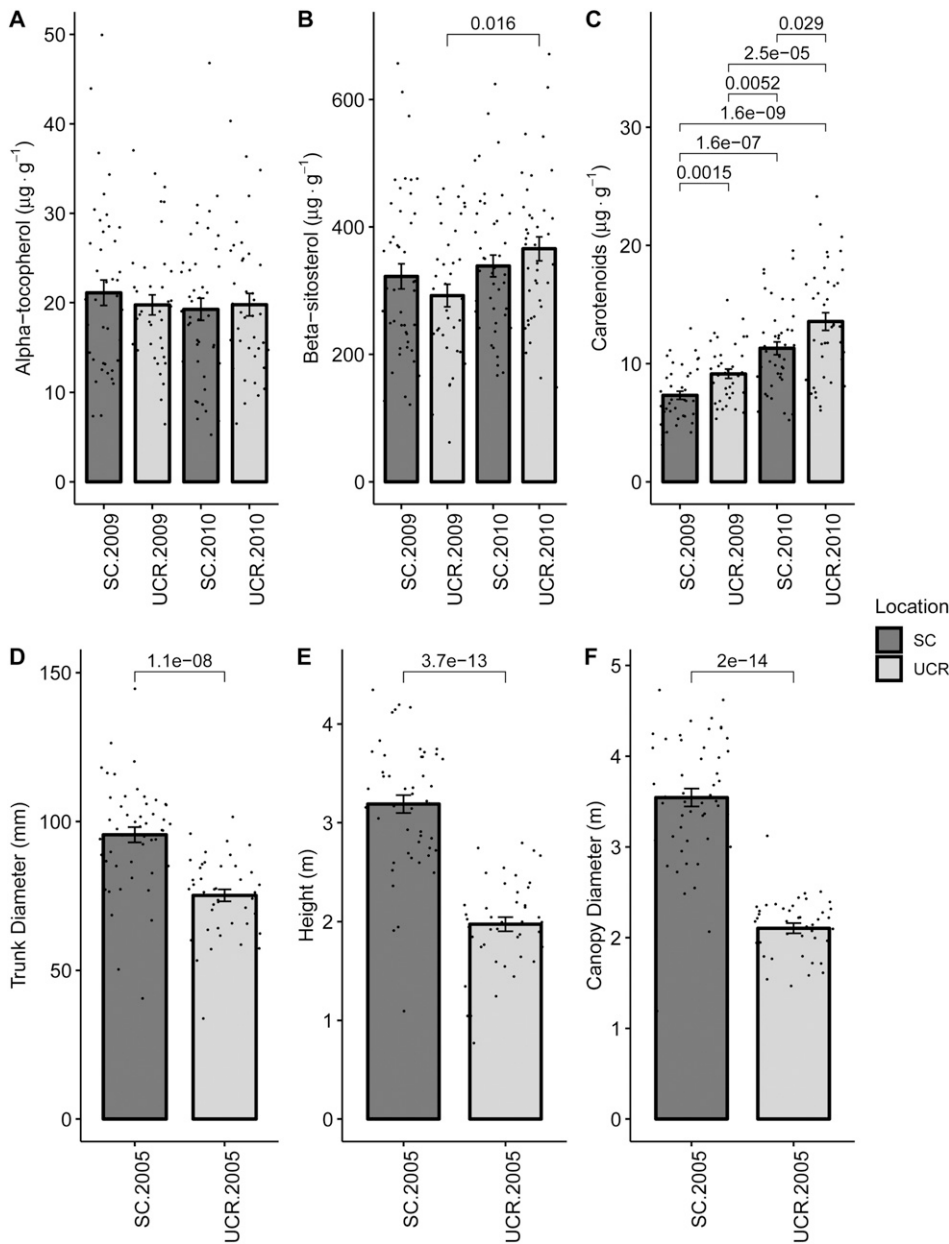 A
Alpha−tocopherol (µg · g−1)
50
40
30
20
10
0
SC.2009
UCR.2009
SC.2010
UCR.2010
B
Beta−sitosterol (µg · g−1)
0.016
600
400
200
0
SC.2009
UCR.2009
SC.2010
UCR.2010
C
Carotenoids (µg · g−1)
0.029
2.5e−05
0.0052
1.6e−09
1.6e−07
0.0015
30
20
10
0
SC.2009
UCR.2009
SC.2010
UCR.2010
Location
SC
UCR
D
Trunk Diameter (mm)
1.1e−08
150
100
50
0
SC.2005
UCR.2005
E
Height (m)
3.7e−13
4
3
2
1
0
SC.2005
UCR.2005
F
Canopy Diameter (m)
2e−14
5
4
3
2
1
0
SC.2005
UCR.2005